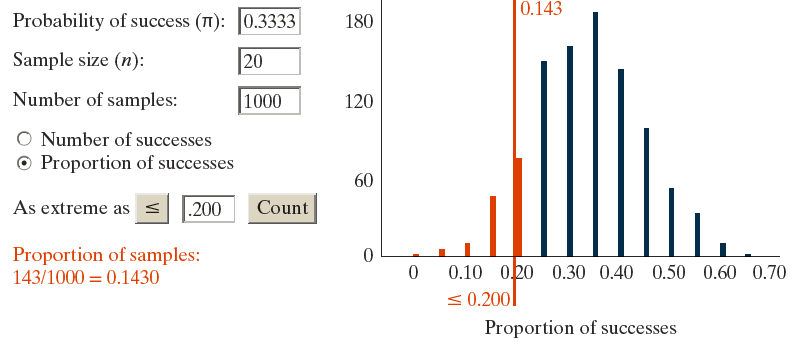 Probability of success (π): 0.3333
Sample size (n): 20
Number of samples: 1000
Number of successes
Proportion of successes
As extreme as ≤ .200 Count
Proportion of samples:
143/1000 = 0.1430
0.143
180
120
60
0
0 0.10 0.20 0.30 0.40 0.50 0.60 0.70
≤ 0.200
Proportion of successes